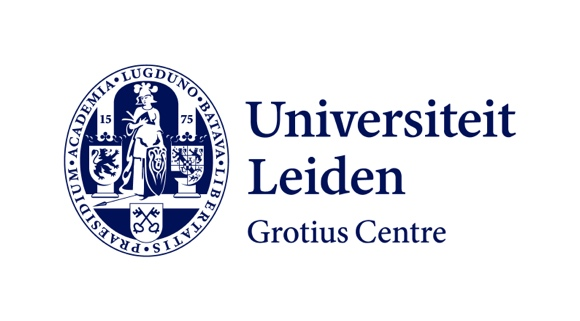 ACADEMIA · LUGDUNO · BATAVA · LIBERTATIS · PRAESIDIUM ·
15 75
Universiteit
Leiden
Grotius Centre